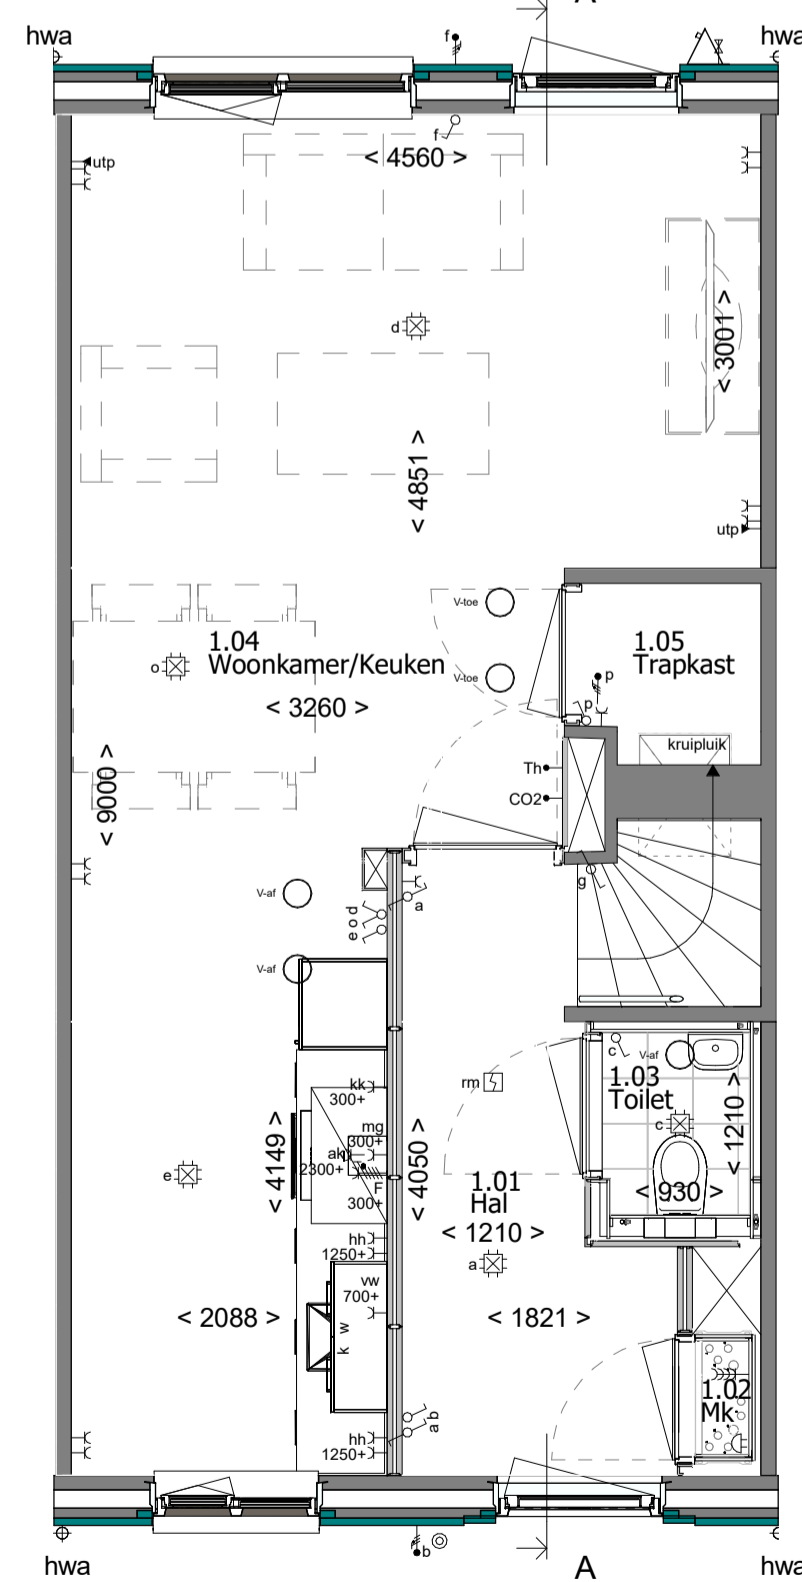 A
hwa
hwa
f
f
< 4560 >
utp
< 3001 >
d
< 4851 >
utp
V-toe
1.04
Woonkamer/Keuken
1.05
Trapkast
o
V-toe
p
p
< 3260 >
kruipluik
Th
CO2
< 9000 >
g
V-af
a
e o d
V-af
c
V-af
rm
1.03
Toilet
kk
300+
< 1210 >
mg
300+
c
< 4149 >
< 4050 >
2300+
e
F
300+
1.01
Hal
< 930 >
< 1210 >
hh
1250+
a
vw
700+
< 2088 >
k w
< 1821 >
1.02
Mk
a b
hh
1250+
b
hwa
A
hwa